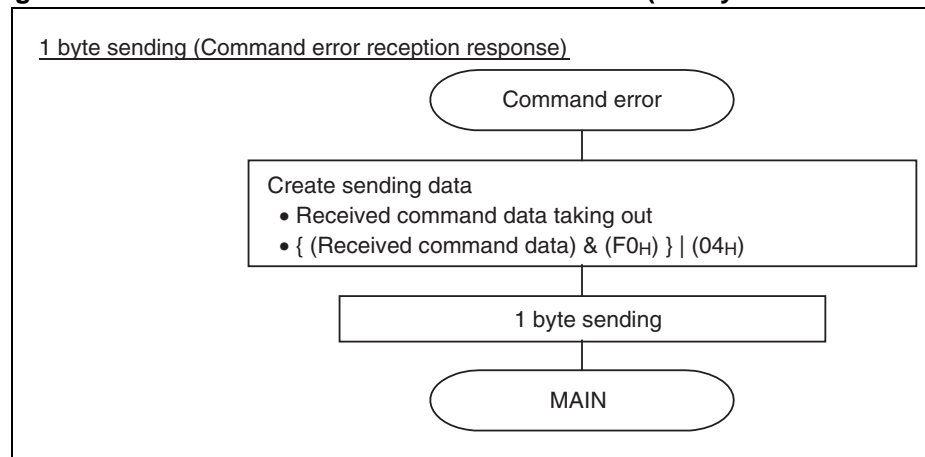 1 byte sending (Command error reception response)
Command error
Create sending data
• Received command data taking out
• { (Received command data) & (F0H) } | (04H)
1 byte sending
MAIN